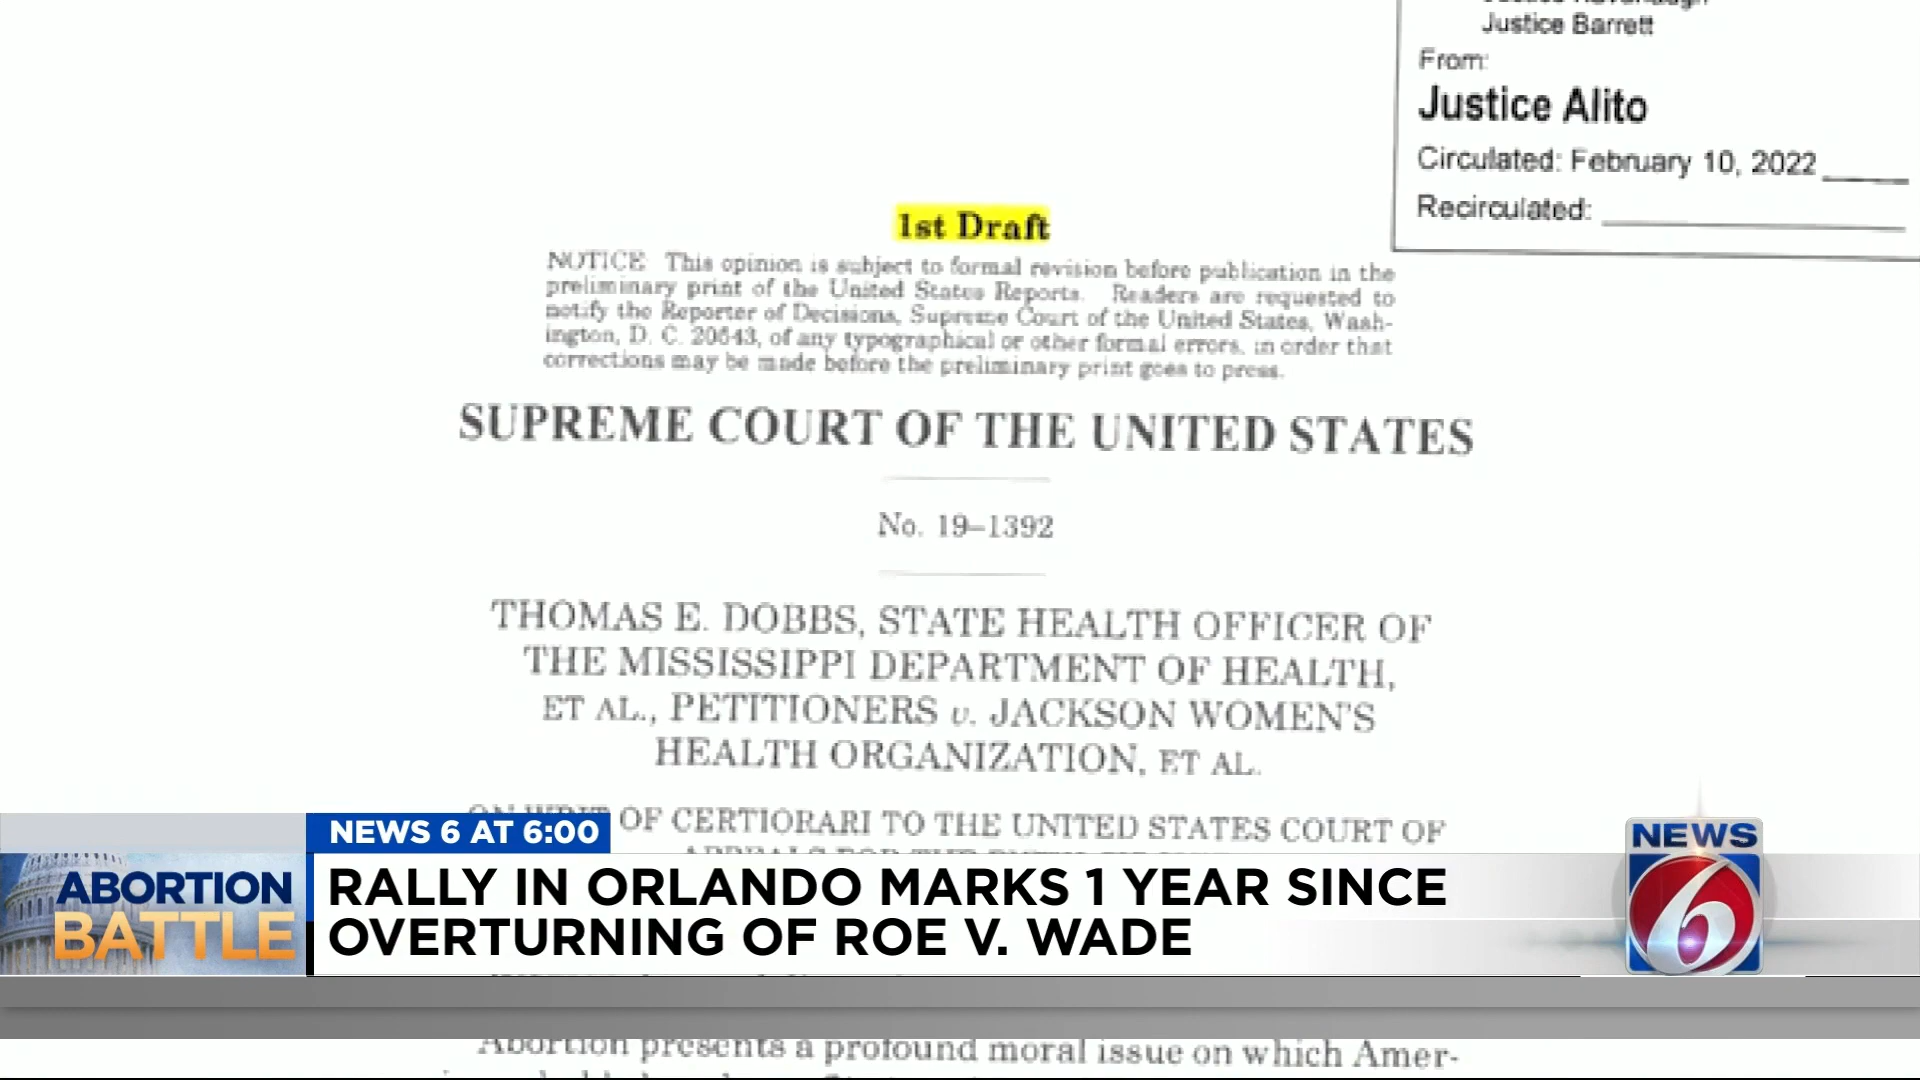 Justice Barrett
From:
Justice Alito
Circulated: February 10, 2022
Recirculated:
1st Draft
NOTICE: This opinion is subject to formal revision before publication in the
preliminary print of the United States Reports. Readers are requested to
notify the Reporter of Decisions, Supreme Court of the United States, Wash-
ington, D. C. 20543, of any typographical or other formal errors, in order that
corrections may be made before the preliminary print goes to press.
SUPREME COURT OF THE UNITED STATES
No. 19–1392
THOMAS E. DOBBS, STATE HEALTH OFFICER OF
THE MISSISSIPPI DEPARTMENT OF HEALTH,
ET AL., PETITIONERS v. JACKSON WOMEN'S
HEALTH ORGANIZATION, ET AL.
ON WRIT OF CERTIORARI TO THE UNITED STATES COURT OF
NEWS 6 AT 6:00
ABORTION
BATTLE
RALLY IN ORLANDO MARKS 1 YEAR SINCE
OVERTURNING OF ROE V. WADE
NEWS
6
Abortion presents a profound moral issue on which Amer-